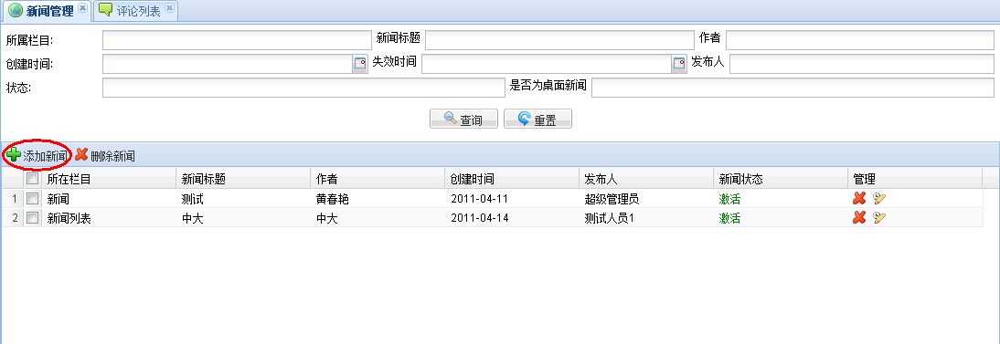 新闻管理 评论列表
所属栏目: 新闻标题 作者
创建时间: 失效时间 发布人
状态: 是否为桌面新闻
查询 重置
添加新闻 删除新闻
所在栏目 新闻标题 作者 创建时间 发布人 新闻状态 管理
1 新闻 测试 黄春艳 2011-04-11 超级管理员 激活
2 新闻列表 中大 中大 2011-04-14 测试人员1 激活